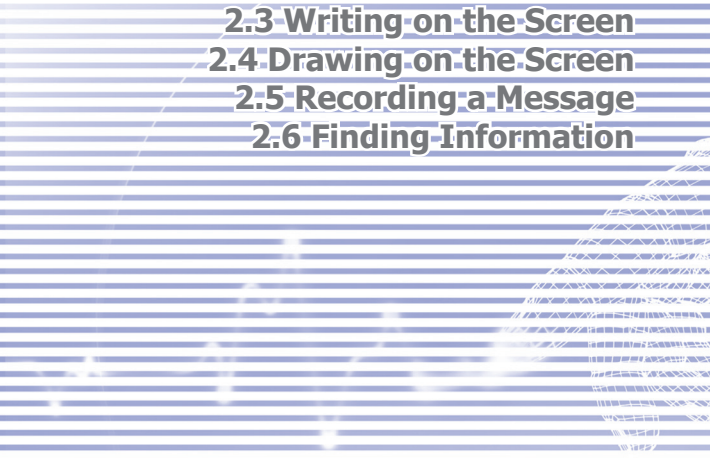 2.3 Writing on the Screen
2.4 Drawing on the Screen
2.5 Recording a Message
2.6 Finding Information